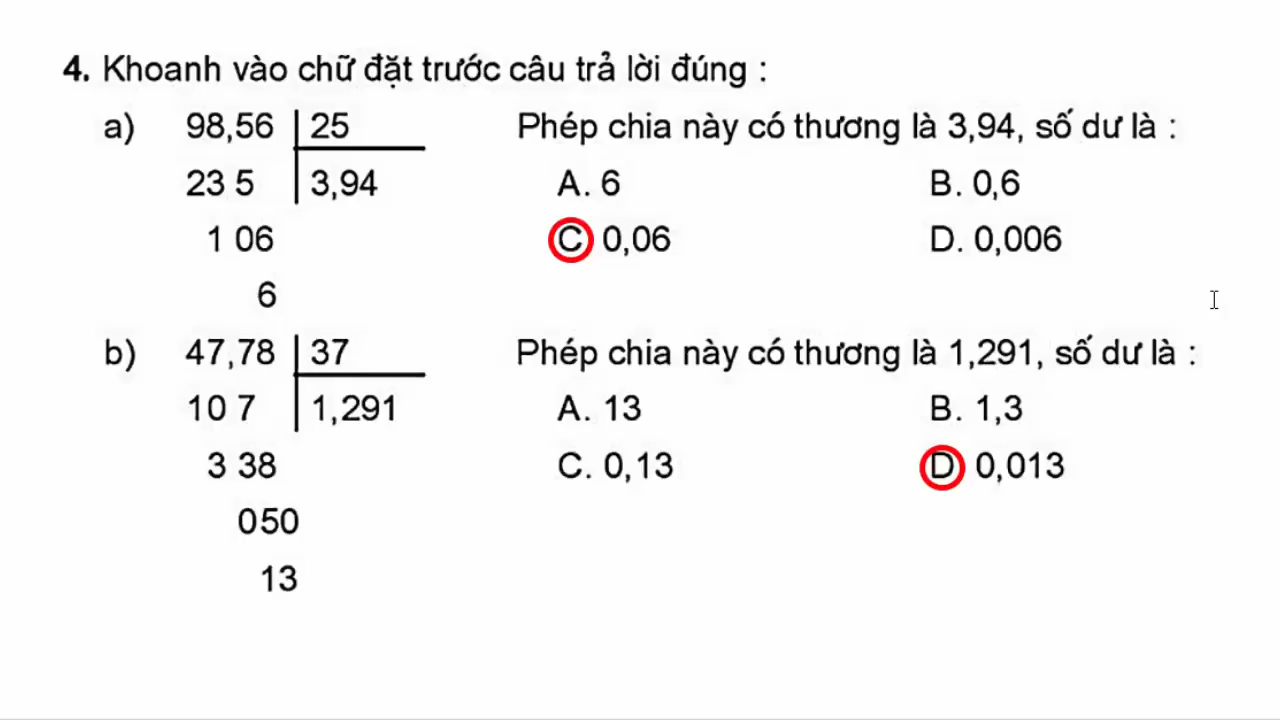 4. Khoanh vào chữ đặt trước câu trả lời đúng :
a) 98,56 25 Phép chia này có thương là 3,94, số dư là :
23 5 3,94 A. 6 B. 0,6
1 06 C 0,06 D. 0,006
6
b) 47,78 37 Phép chia này có thương là 1,291, số dư là :
10 7 1,291 A. 13 B. 1,3
3 38 C. 0,13 D 0,013
050
13